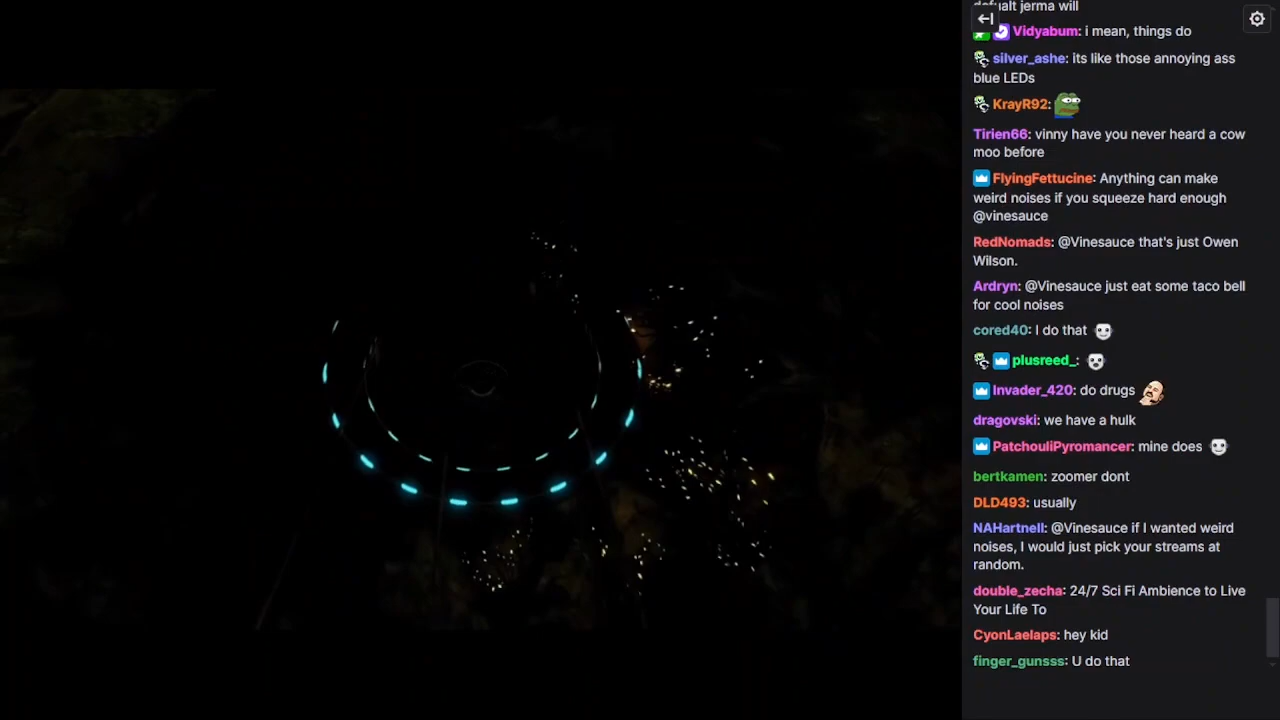 defualt jerma will
Vidyabum: i mean, things do
silver_ashe: its like those annoying ass
blue LEDs
KrayR92:
Tirien66: vinny have you never heard a cow
moo before
FlyingFettucine: Anything can make
weird noises if you squeeze hard enough
@vinesauce
RedNomads: @Vinesauce that's just Owen
Wilson.
Ardryn: @Vinesauce just eat some taco bell
for cool noises
cored40: I do that
plusreed_:
Invader_420: do drugs
dragovski: we have a hulk
PatchouliPyromancer: mine does
bertkamen: zoomer dont
DLD493: usually
NAHartnell: @Vinesauce if I wanted weird
noises, I would just pick your streams at
random.
double_zecha: 24/7 Sci Fi Ambience to Live
Your Life To
CyonLaelaps: hey kid
finger_gunsss: U do that